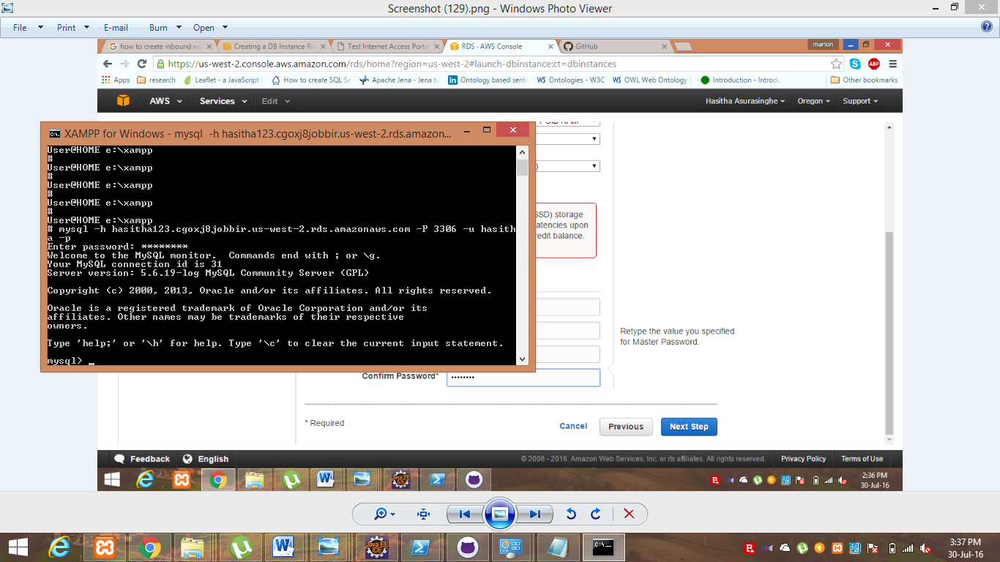 Screenshot (129).png - Windows Photo Viewer
File Print E-mail Burn Open
how to create inbound ru Creating a DB Instance Ru Test Internet Access Porta RDS · AWS Console GitHub marlon
https://us-west-2.console.aws.amazon.com/rds/home?region=us-west-2#launch-dbinstance:ct=dbinstances
ABP
Apps research Leaflet - a JavaScript How to create SQL Se Apache Jena - Jena tu Ontology based senti Ontologies - W3C OWL Web Ontology L Introduction - Introdu Other bookmarks
AWS Services Edit Hasitha Asurasinghe Oregon Support
XAMPP for Windows - mysql -h hasitha123.cgoxj8jobbir.us-west-2.rds.amazon...
User@HOME e:\xampp
#
User@HOME e:\xampp
#
User@HOME e:\xampp
#
User@HOME e:\xampp
#
User@HOME e:\xampp
# mysql -h hasitha123.cgoxj8jobbir.us-west-2.rds.amazonaws.com -P 3306 -u hasith
a -p
Enter password: ********
Welcome to the MySQL monitor.  Commands end with ; or \g.
Your MySQL connection id is 31
Server version: 5.6.19-log MySQL Community Server (GPL)
Copyright (c) 2000, 2013, Oracle and/or its affiliates. All rights reserved.
Oracle is a registered trademark of Oracle Corporation and/or its
affiliates. Other names may be trademarks of their respective
owners.
Type 'help;' or '\h' for help. Type '\c' to clear the current input statement.
mysql> _
SSD) storage
atencies upon
redit balance.
Retype the value you specified
for Master Password.
Confirm Password* ••••••••
* Required
Cancel Previous Next Step
Feedback English © 2008 - 2016, Amazon Web Services, Inc. or its affiliates. All rights reserved. Privacy Policy Terms of Use
2:36 PM
30-Jul-16
3:37 PM
30-Jul-16